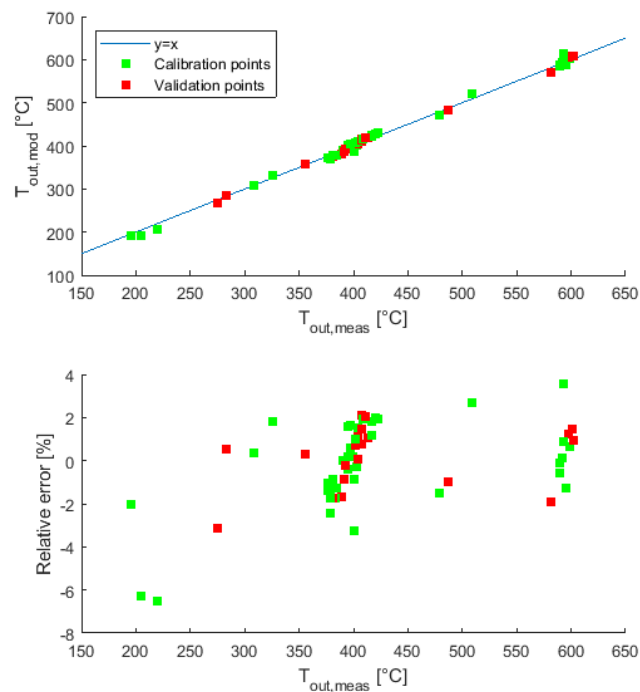 700
600
500
400
300
200
100
T_out,mod [°C]
y=x
Calibration points
Validation points
150 200 250 300 350 400 450 500 550 600 650
T_out,meas [°C]
4
2
0
-2
-4
-6
-8
Relative error [%]
150 200 250 300 350 400 450 500 550 600 650
T_out,meas [°C]